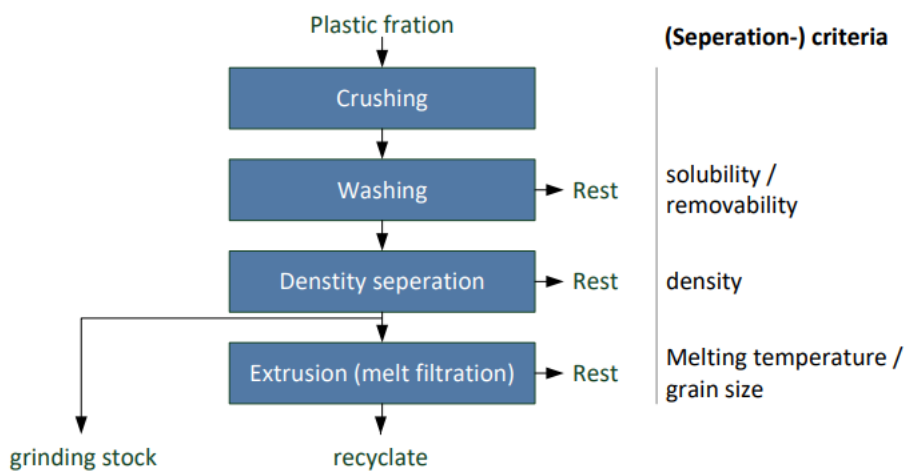 Plastic fration
(Seperation-) criteria
Crushing
Washing
Rest
solubility /
removability
Denstity seperation
Rest
density
Extrusion (melt filtration)
Rest
Melting temperature /
grain size
grinding stock
recyclate